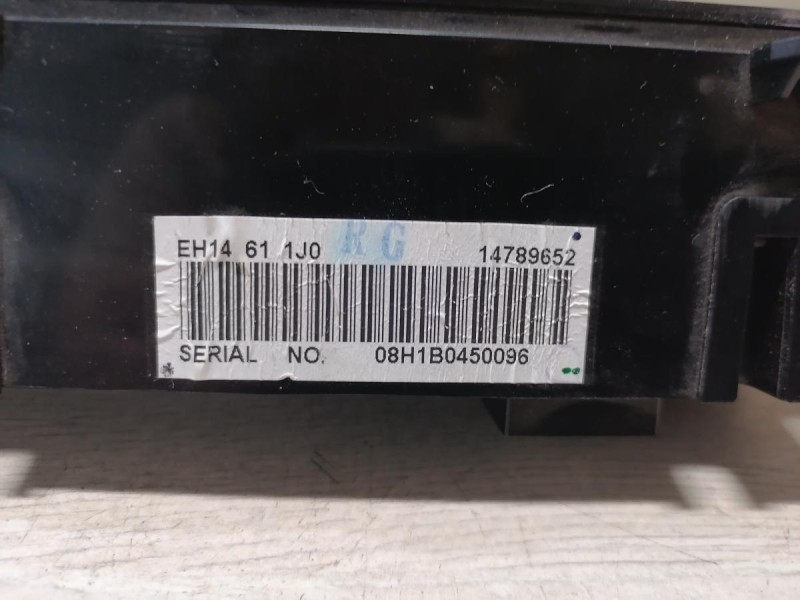 EH14 61 1J0 RG 14789652
SERIAL NO. 08H1B0450096